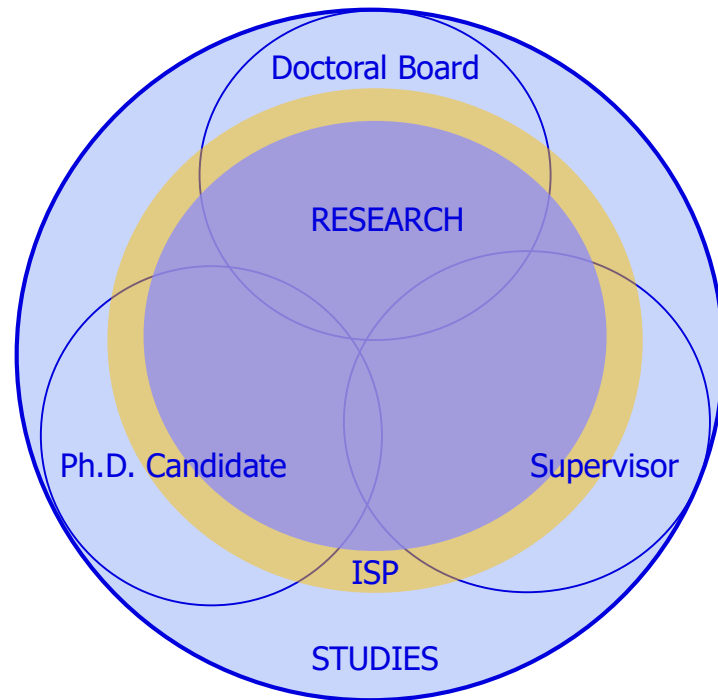 Doctoral Board
RESEARCH
Ph.D. Candidate
Supervisor
ISP
STUDIES